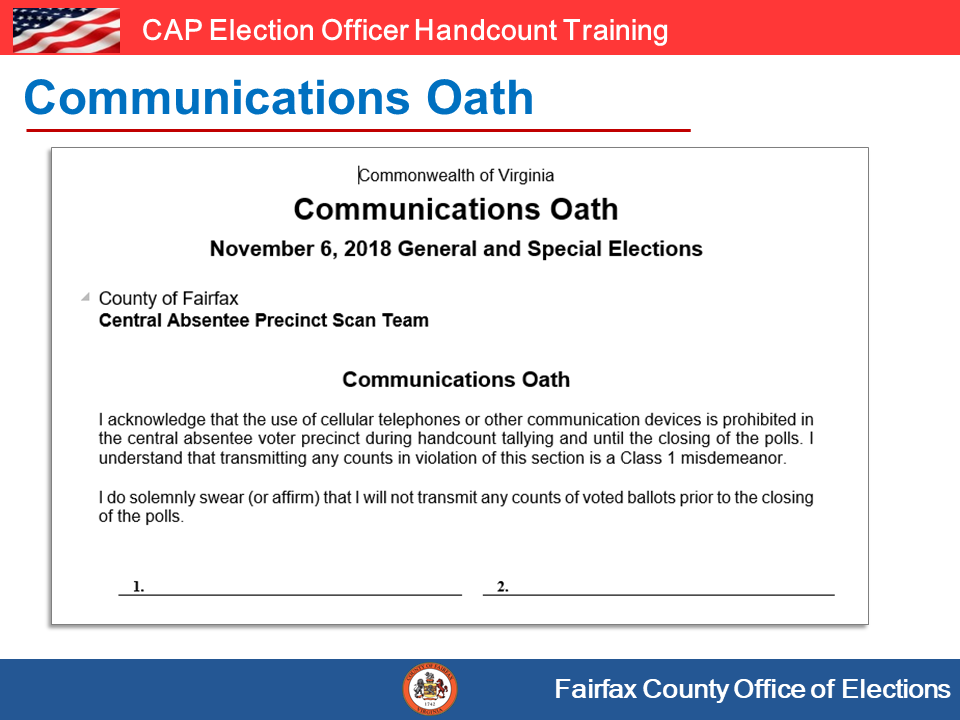 CAP Election Officer Handcount Training
Communications Oath
Commonwealth of Virginia
Communications Oath
November 6, 2018 General and Special Elections
County of Fairfax
Central Absentee Precinct Scan Team
Communications Oath
I acknowledge that the use of cellular telephones or other communication devices is prohibited in
the central absentee voter precinct during handcount tallying and until the closing of the polls. I
understand that transmitting any counts in violation of this section is a Class 1 misdemeanor.
I do solemnly swear (or affirm) that I will not transmit any counts of voted ballots prior to the closing
of the polls.
1. 2.
COUNTY OF FAIRFAX
1742
VIRGINIA
Fairfax County Office of Elections